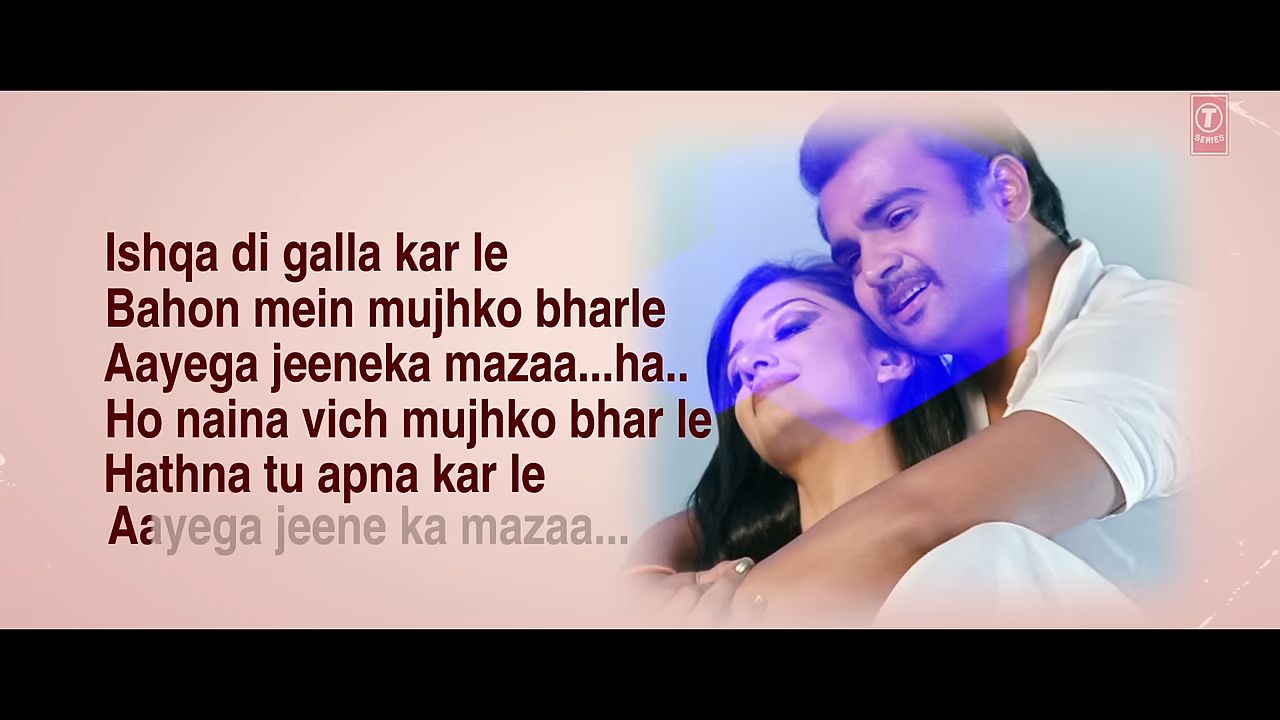 Ishqa di galla kar le
Bahon mein mujhko bharle
Aayega jeeneka mazaa...ha..
Ho naina vich mujhko bhar le
Hathna tu apna kar le
Aayega jeene ka mazaa...
T
SERIES